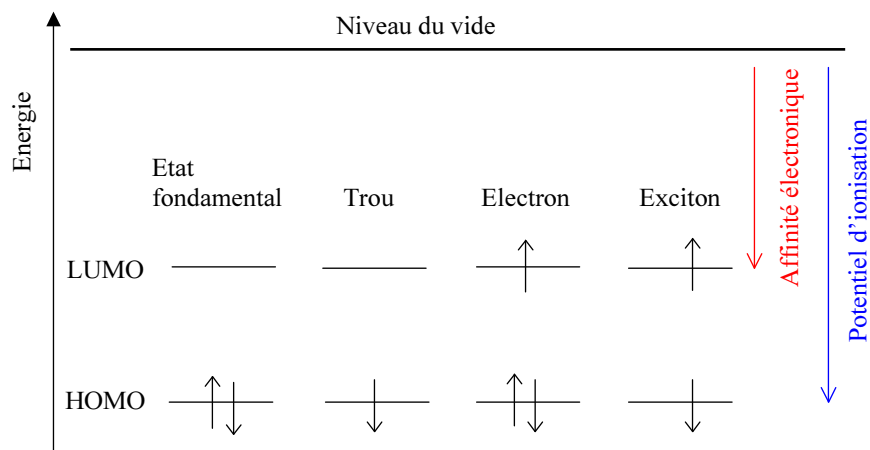 Niveau du vide
Energie
Etat
fondamental
Trou
Electron
Exciton
LUMO
HOMO
Affinité électronique
Potentiel d'ionisation